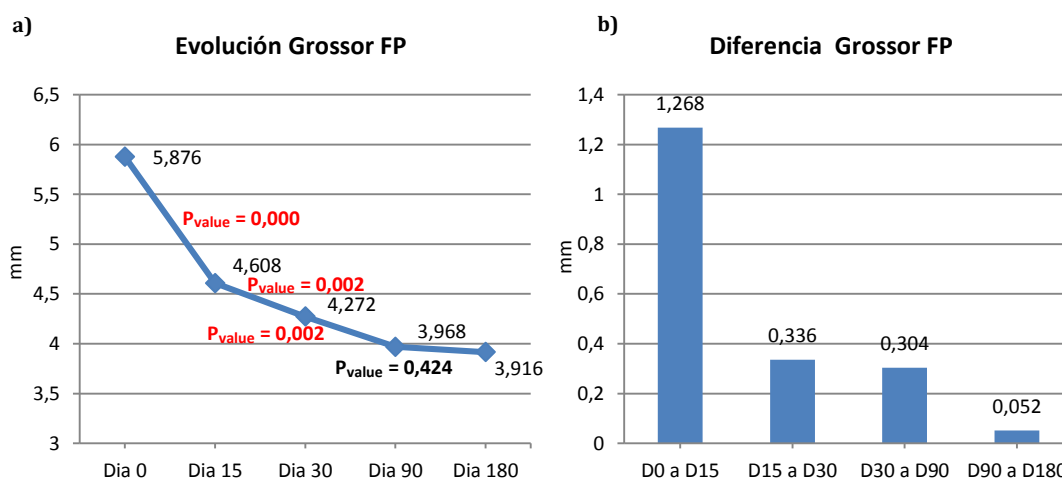 a)
Evolución Grossor FP
6,5
6
5,5
5
4,5
4
3,5
3
mm
5,876
4,608
4,272
3,968
3,916
Pvalue = 0,000
Pvalue = 0,002
Pvalue = 0,002
Pvalue = 0,424
Dia 0 Dia 15 Dia 30 Dia 90 Dia 180
b)
Diferencia Grossor FP
1,4
1,2
1
0,8
0,6
0,4
0,2
0
mm
1,268
0,336
0,304
0,052
D0 a D15 D15 a D30 D30 a D90 D90 a D180